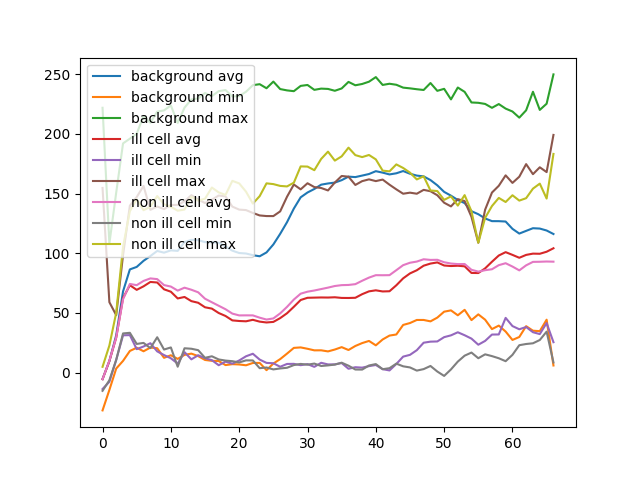 250
200
150
100
50
0
0
10
20
30
40
50
60
background avg
background min
background max
ill cell avg
ill cell min
ill cell max
non ill cell avg
non ill cell min
non ill cell max